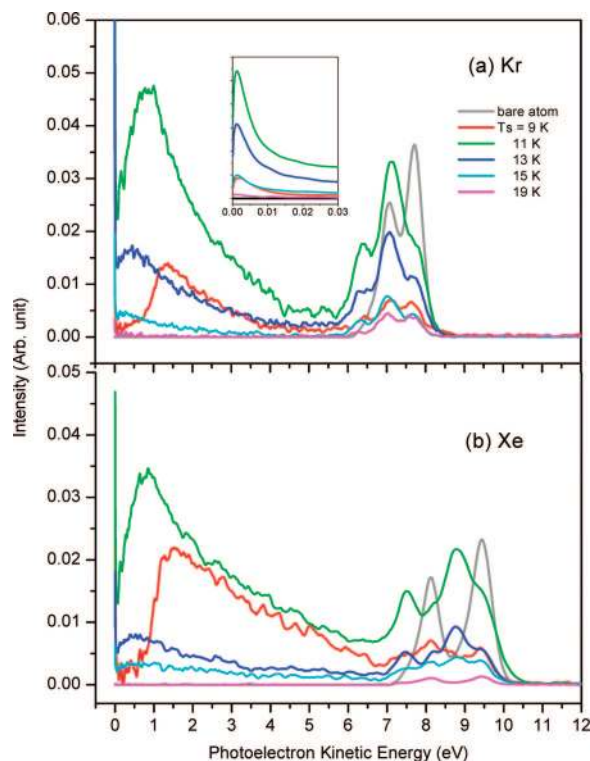 0.06
0.05
0.04
0.03
0.02
0.01
0.00
(a) Kr
bare atom
Ts = 9 K
11 K
13 K
15 K
19 K
0.00 0.01 0.02 0.03
Intensity (Arb. unit)
0.05
0.04
0.03
0.02
0.01
0.00
(b) Xe
0 1 2 3 4 5 6 7 8 9 10 11 12
Photoelectron Kinetic Energy (eV)